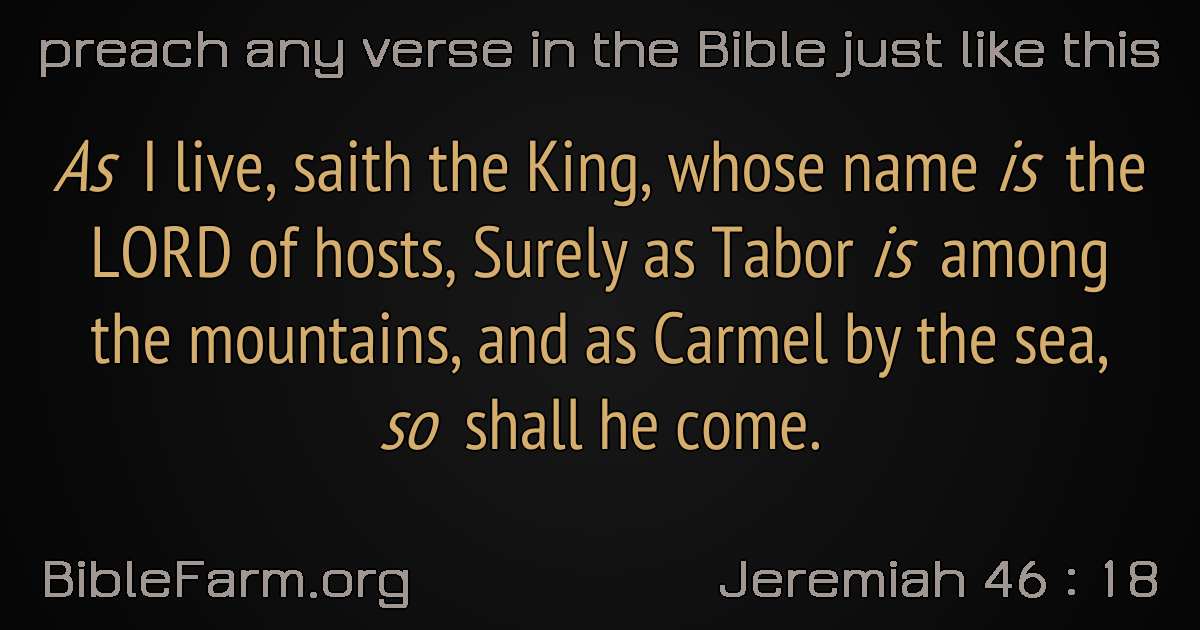 preach any verse in the Bible just like this
As I live, saith the King, whose name is the
LORD of hosts, Surely as Tabor is among
the mountains, and as Carmel by the sea,
so shall he come.
BibleFarm.org
Jeremiah 46 : 18